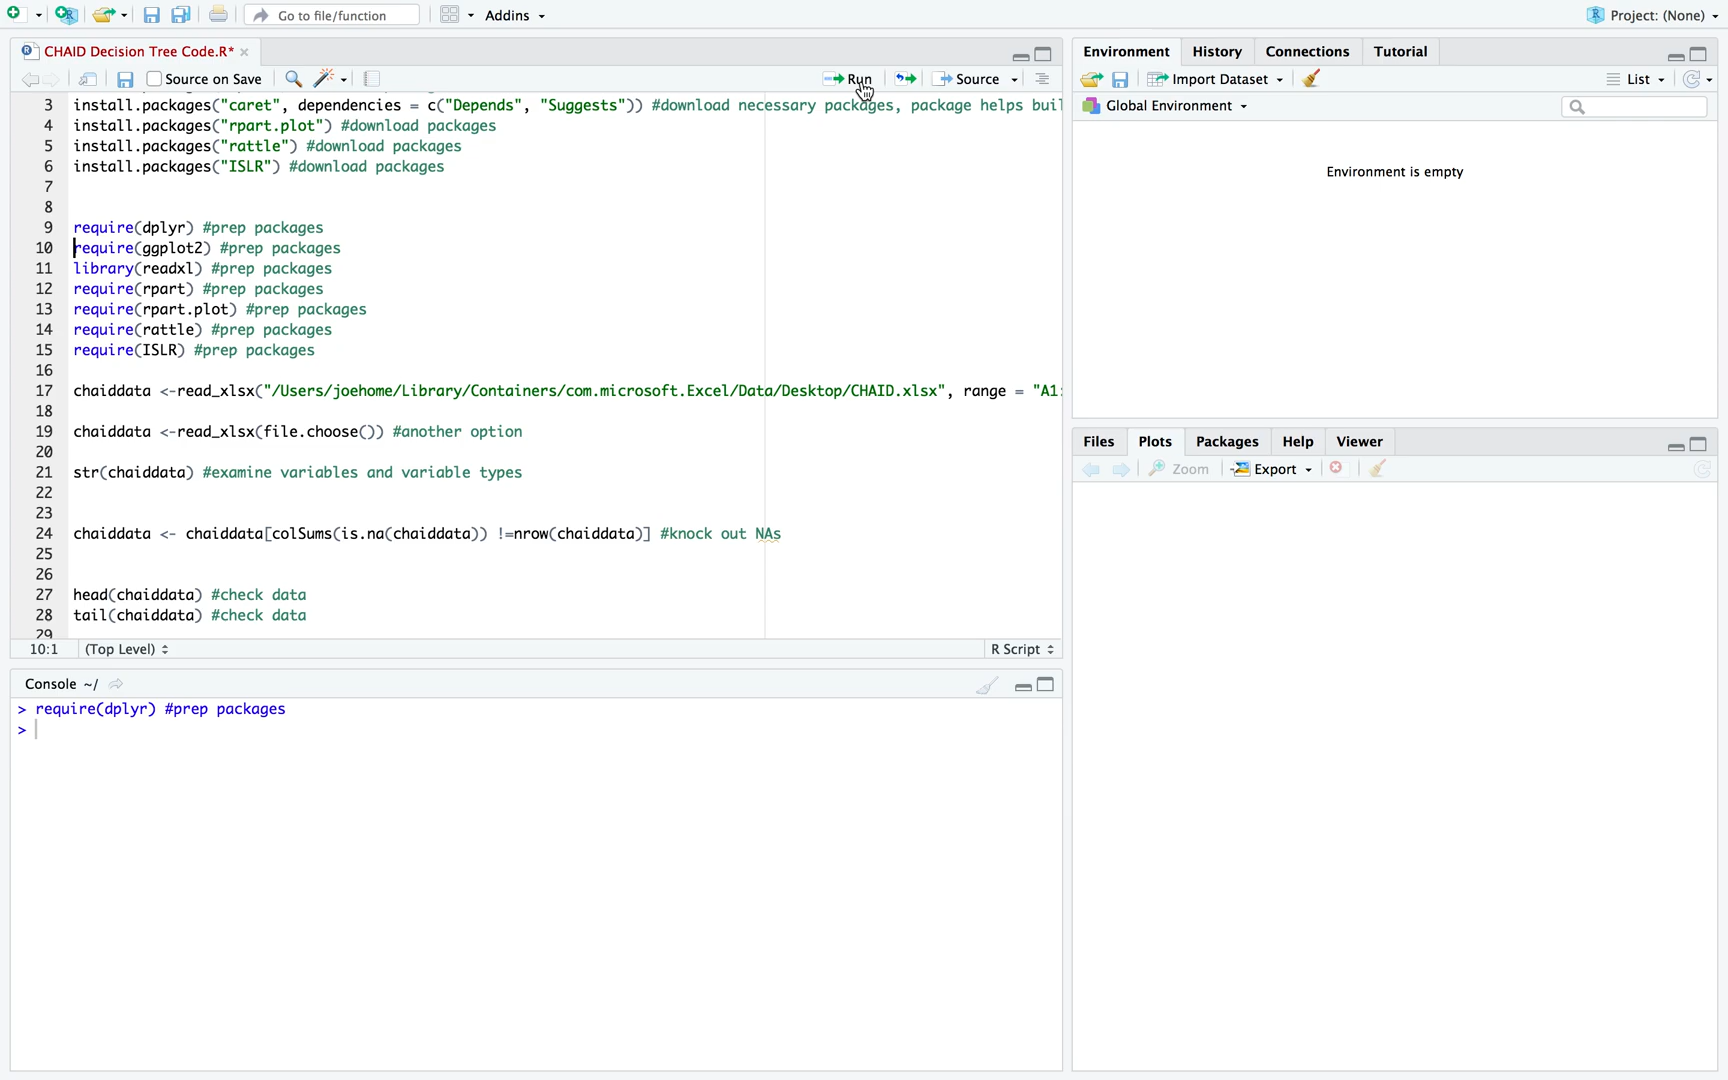 Go to file/function
Addins
Project: (None)
CHAID Decision Tree Code.R*
Source on Save
Run
Source
3 install.packages("caret", dependencies = c("Depends", "Suggests")) #download necessary packages, package helps buil
4 install.packages("rpart.plot") #download packages
5 install.packages("rattle") #download packages
6 install.packages("ISLR") #download packages
7
8
9 require(dplyr) #prep packages
10 require(ggplot2) #prep packages
11 library(readxl) #prep packages
12 require(rpart) #prep packages
13 require(rpart.plot) #prep packages
14 require(rattle) #prep packages
15 require(ISLR) #prep packages
16
17 chaiddata <-read_xlsx("/Users/joehome/Library/Containers/com.microsoft.Excel/Data/Desktop/CHAID.xlsx", range = "A1:
18
19 chaiddata <-read_xlsx(file.choose()) #another option
20
21 str(chaiddata) #examine variables and variable types
22
23
24 chaiddata <- chaiddata[colSums(is.na(chaiddata)) !=nrow(chaiddata)] #knock out NAs
25
26
27 head(chaiddata) #check data
28 tail(chaiddata) #check data
29
10:1 (Top Level) R Script
Console ~/
> require(dplyr) #prep packages
>
Environment History Connections Tutorial
Import Dataset List
Global Environment
Environment is empty
Files Plots Packages Help Viewer
Zoom Export